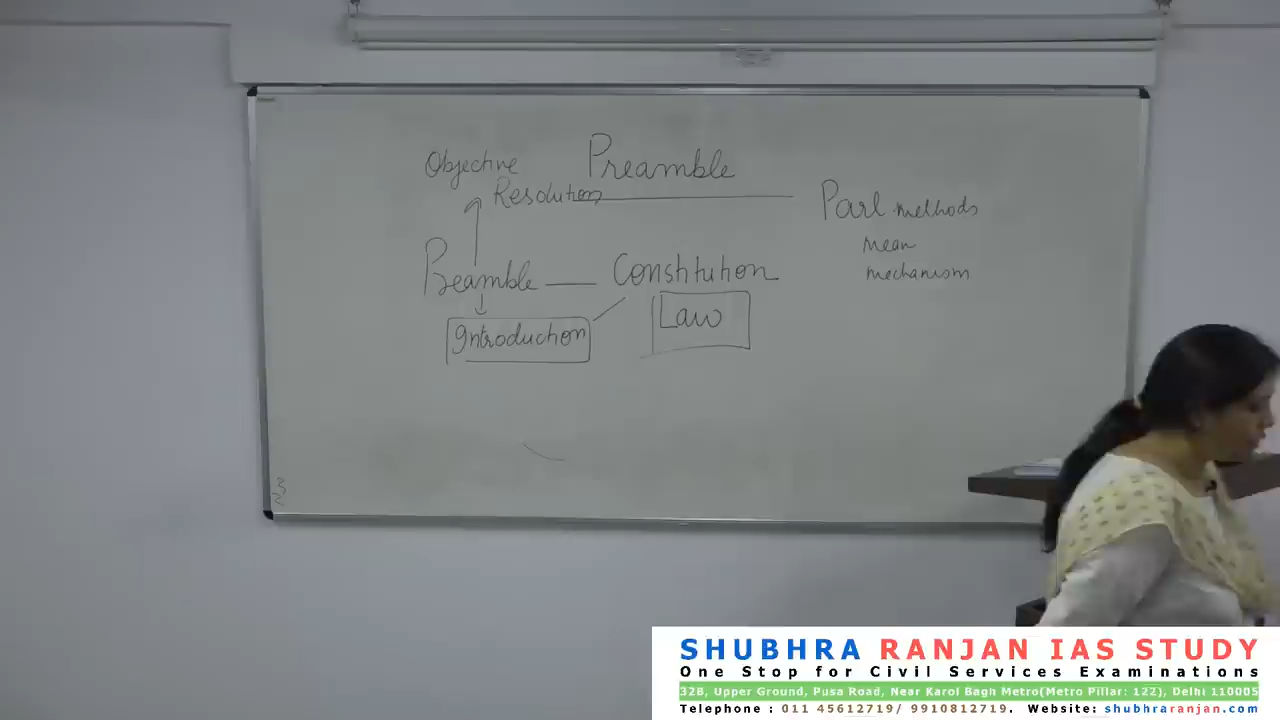 Preamble
Objective
Resolution
Parl methods
mean
mechanism
Preamble — Constitution
Introduction
Law
SHUBHRA RANJAN IAS STUDY
One Stop for Civil Services Examinations
32B, Upper Ground, Pusa Road, Near Karol Bagh Metro(Metro Pillar: 122), Delhi 110005
Telephone : 011 45612719/ 9910812719. Website: shubhraranjan.com